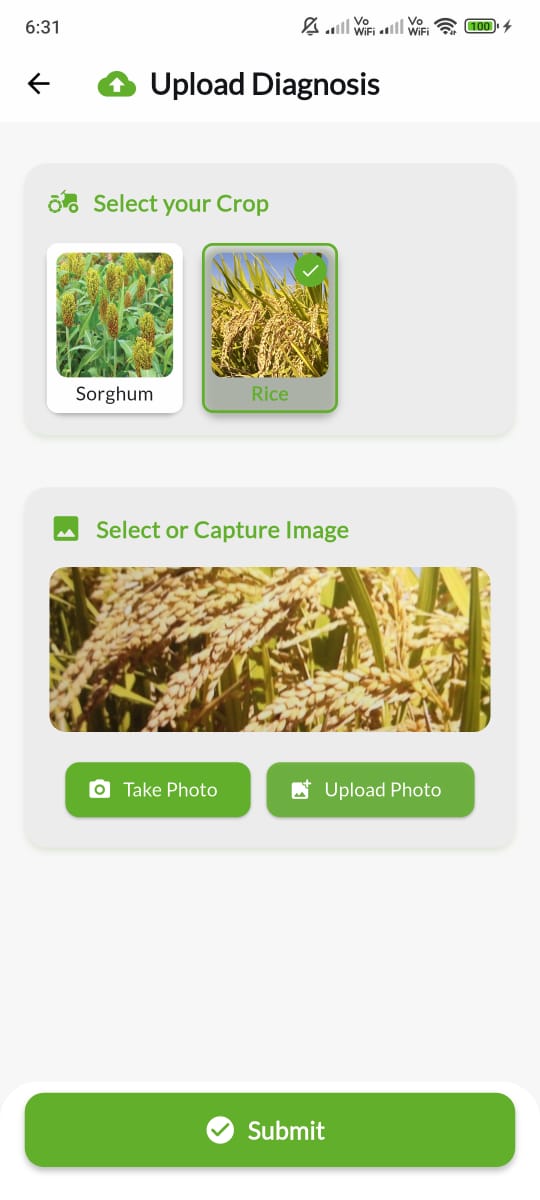 6:31 Vo WiFi Vo WiFi 100
Upload Diagnosis
Select your Crop
Sorghum Rice
Select or Capture Image
Take Photo Upload Photo
Submit